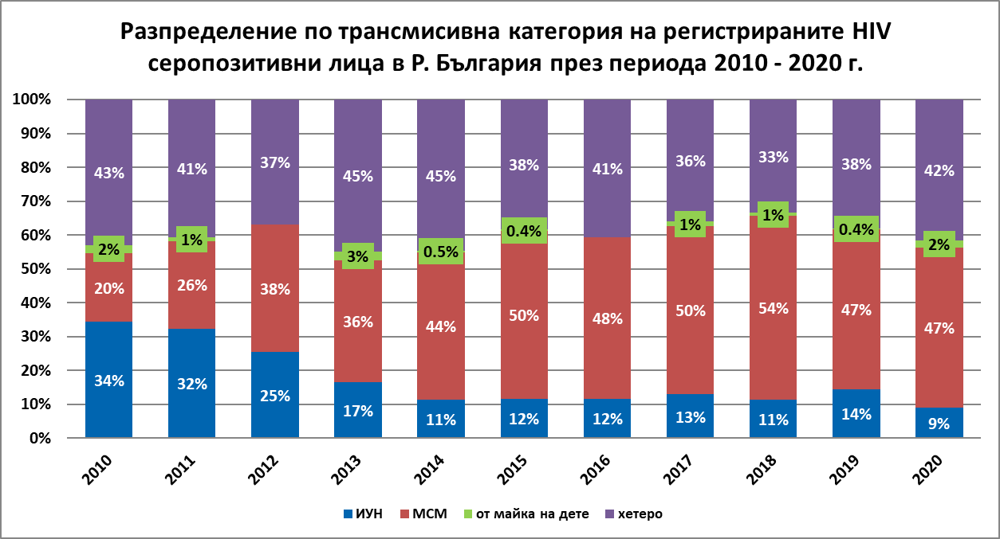 Разпределение по трансмисивна категория на регистрираните HIV
серопозитивни лица в Р. България през периода 2010 - 2020 г.
100%
90%
80%
70%
60%
50%
40%
30%
20%
10%
0%
43% 41% 37% 45% 45% 38% 41% 36% 33% 38% 42%
2% 1% 3% 0.5% 0.4% 1% 1% 0.4% 2%
20% 26% 38% 36% 44% 50% 48% 50% 54% 47% 47%
34% 32% 25% 17% 11% 12% 12% 13% 11% 14% 9%
2010 2011 2012 2013 2014 2015 2016 2017 2018 2019 2020
ИУН МСМ от майка на дете хетеро